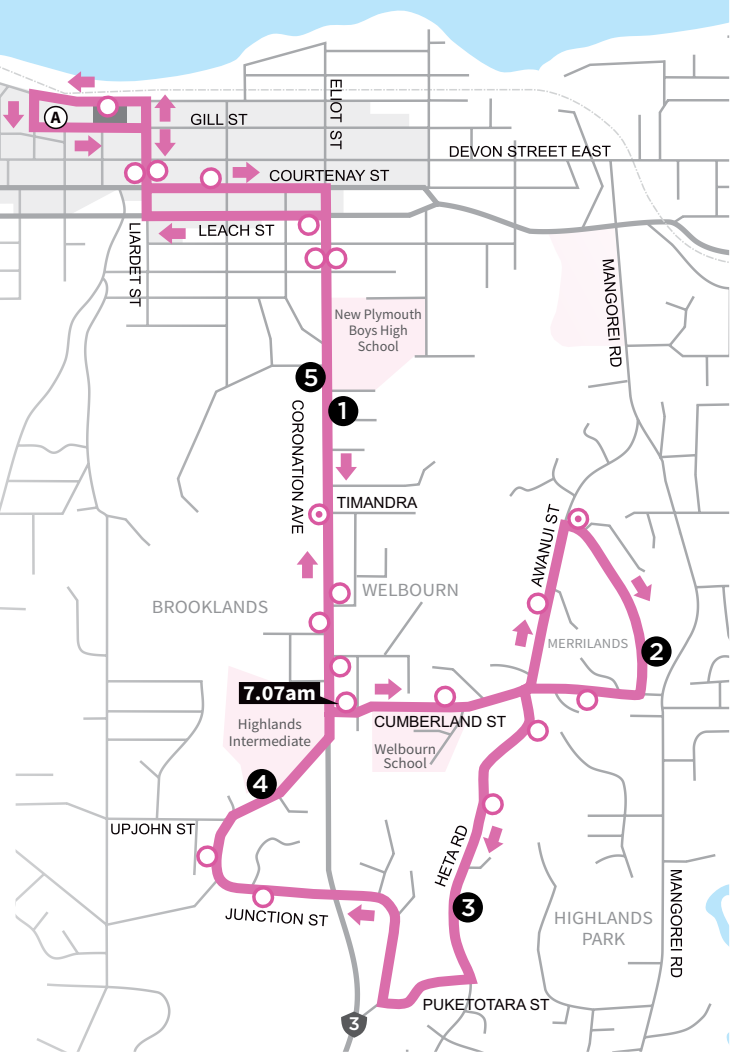 A
GILL ST
ELIOT ST
DEVON STREET EAST
COURTENAY ST
LEACH ST
LIARDET ST
MANGOREI RD
New Plymouth
Boys High
School
5
1
CORONATION AVE
TIMANDRA
AWANUI ST
BROOKLANDS
WELBOURN
MERRILANDS
2
7.07am
CUMBERLAND ST
Highlands
Intermediate
Welbourn
School
4
UPJOHN ST
HETA RD
3
MANGOREI RD
JUNCTION ST
HIGHLANDS
PARK
PUKETOTARA ST
3